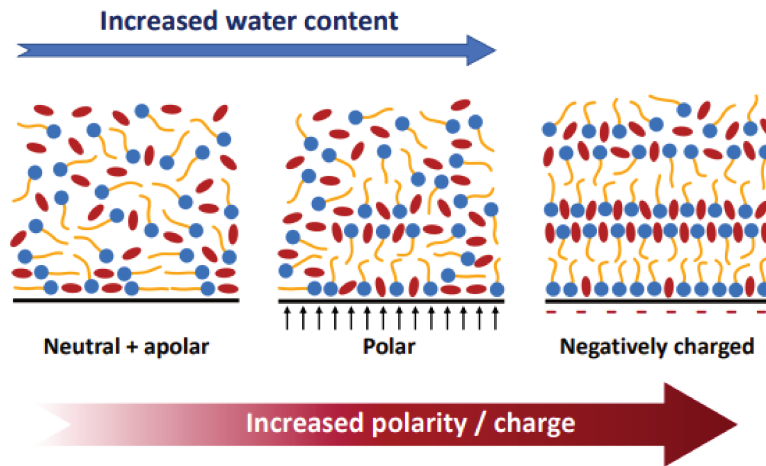 Increased water content
Neutral + apolar
Polar
Negatively charged
Increased polarity / charge